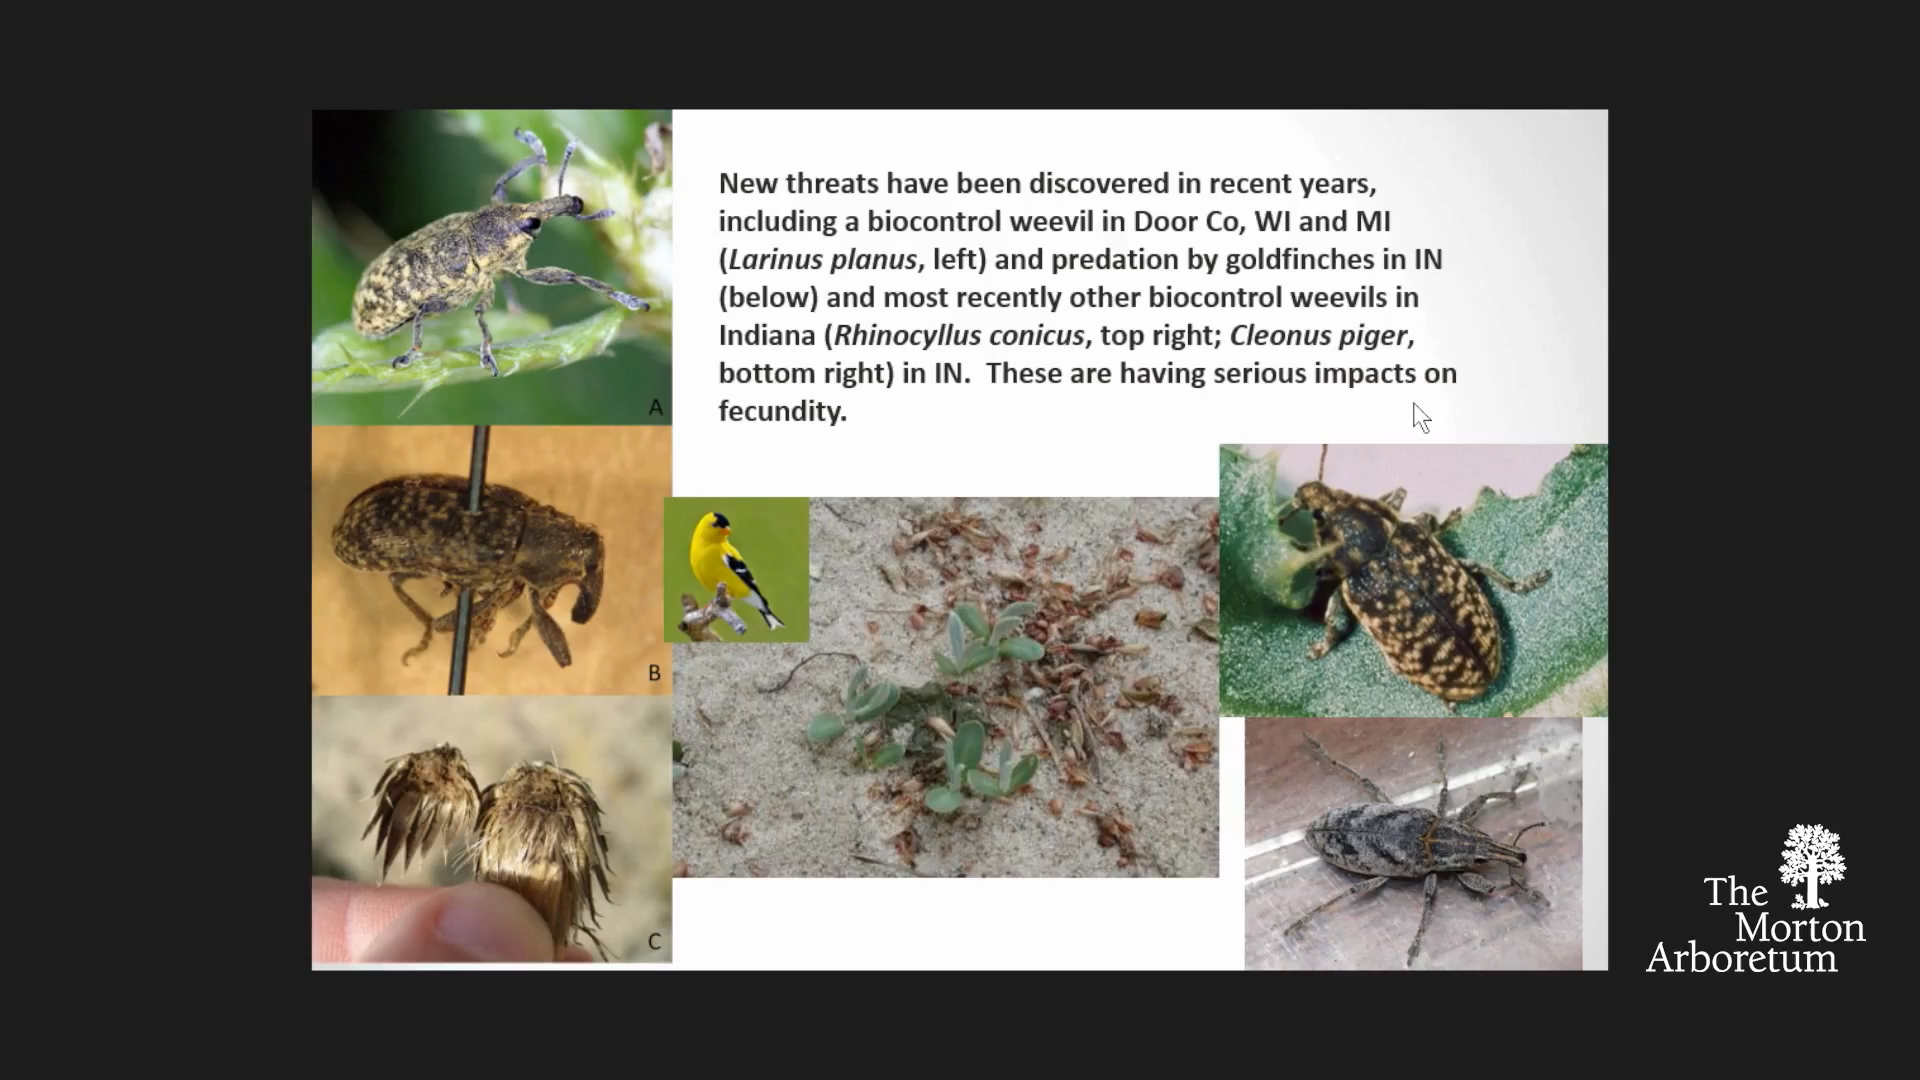 New threats have been discovered in recent years,
including a biocontrol weevil in Door Co, WI and MI
(Larinus planus, left) and predation by goldfinches in IN
(below) and most recently other biocontrol weevils in
Indiana (Rhinocyllus conicus, top right; Cleonus piger,
bottom right) in IN.  These are having serious impacts on
fecundity.
A
B
C
The
Morton
Arboretum